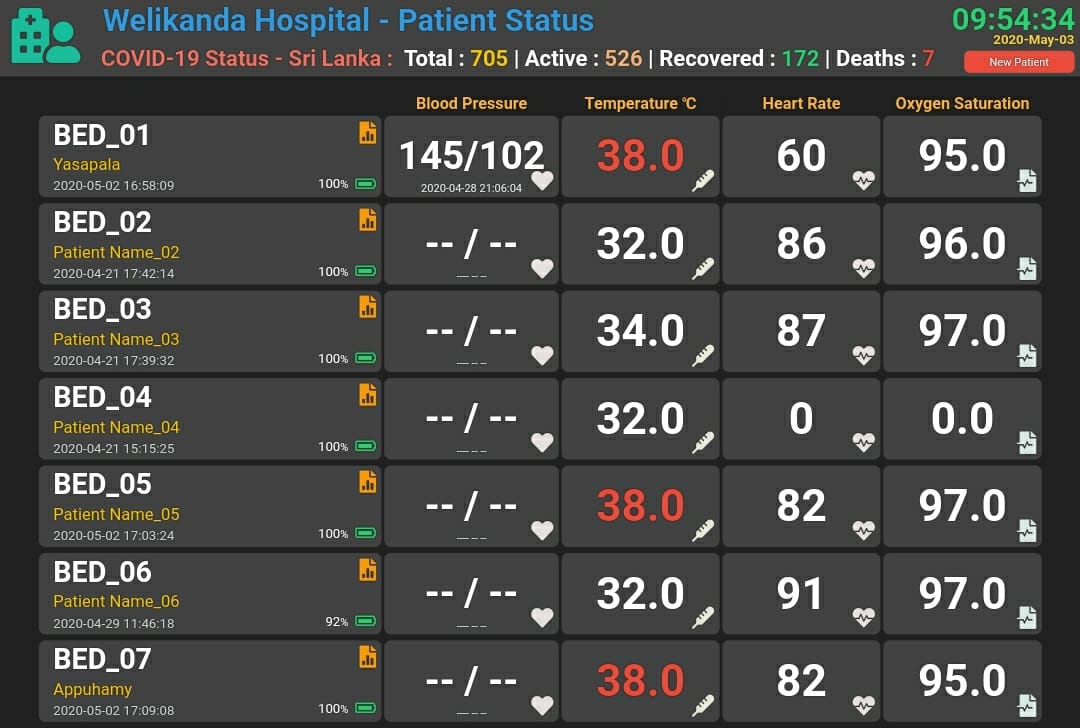 Welikanda Hospital - Patient Status
09:54:34
2020-May-03
COVID-19 Status - Sri Lanka : Total : 705 | Active : 526 | Recovered : 172 | Deaths : 7
New Patient
Blood Pressure Temperature °C Heart Rate Oxygen Saturation
BED_01
Yasapala
2020-05-02 16:58:09
100%
145/102
2020-04-28 21:06:04
38.0
60
95.0
BED_02
Patient Name_02
2020-04-21 17:42:14
100%
-- / --
---- -- --
32.0
86
96.0
BED_03
Patient Name_03
2020-04-21 17:39:32
100%
-- / --
---- -- --
34.0
87
97.0
BED_04
Patient Name_04
2020-04-21 15:15:25
100%
-- / --
---- -- --
32.0
0
0.0
BED_05
Patient Name_05
2020-05-02 17:03:24
100%
-- / --
---- -- --
38.0
82
97.0
BED_06
Patient Name_06
2020-04-29 11:46:18
92%
-- / --
---- -- --
32.0
91
97.0
BED_07
Appuhamy
2020-05-02 17:09:08
100%
-- / --
---- -- --
38.0
82
95.0